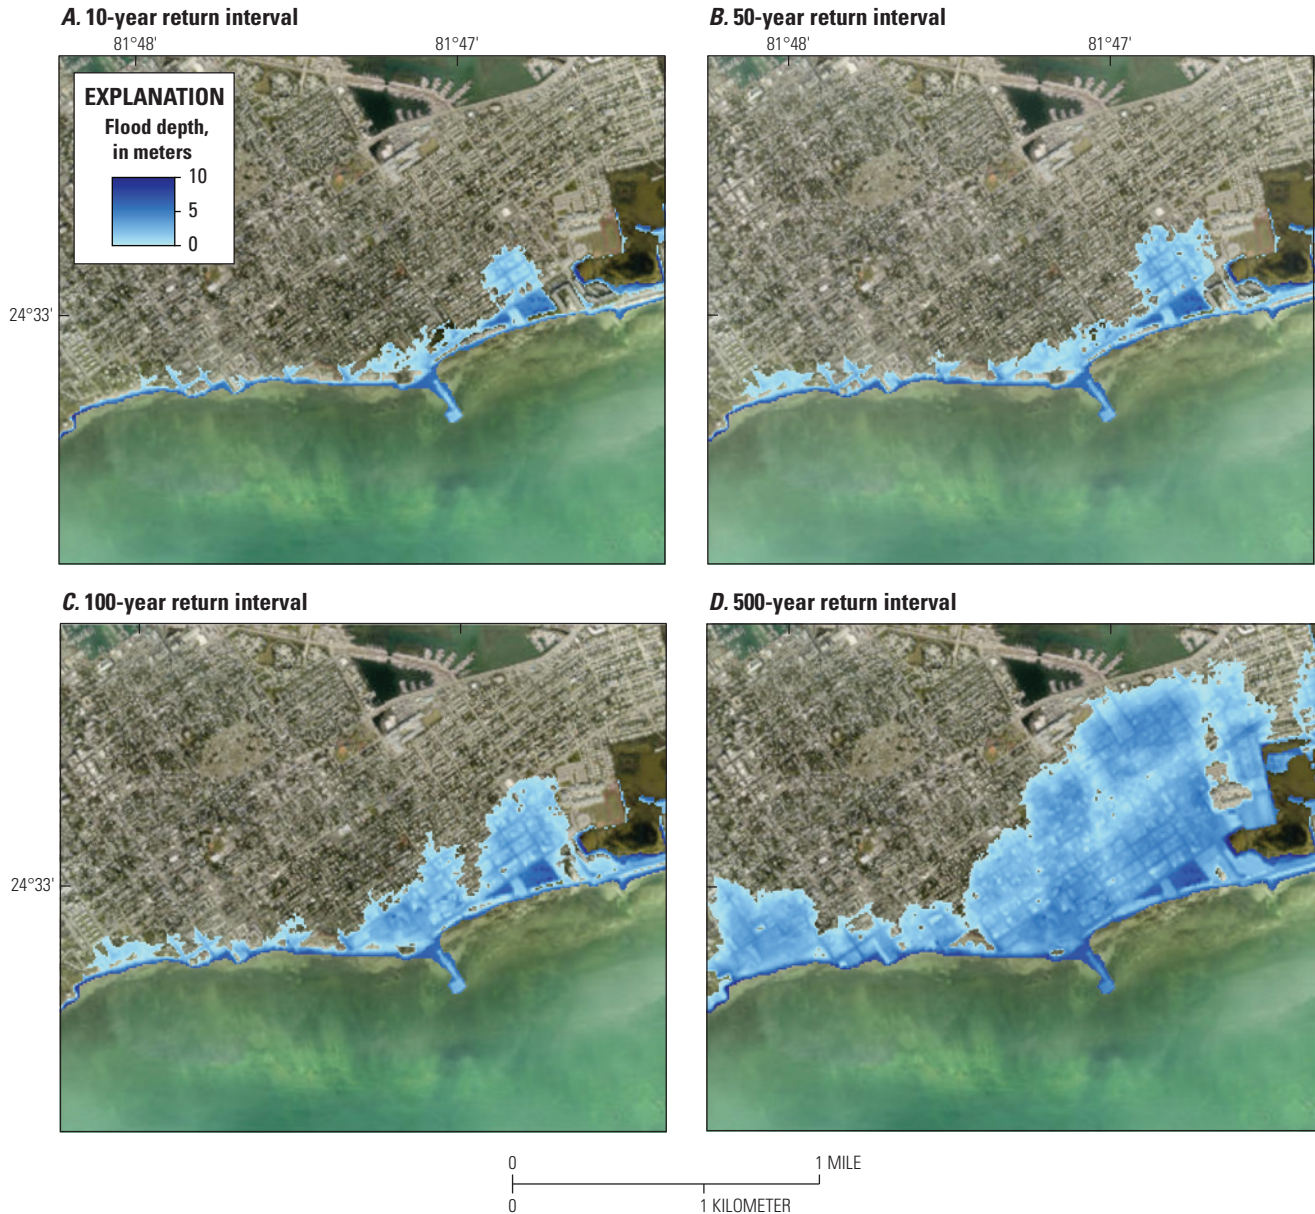 A. 10-year return interval
B. 50-year return interval
81°48'
81°47'
81°48'
81°47'
EXPLANATION
Flood depth,
in meters
10
5
0
24°33'
C. 100-year return interval
D. 500-year return interval
24°33'
0
1 MILE
0
1 KILOMETER